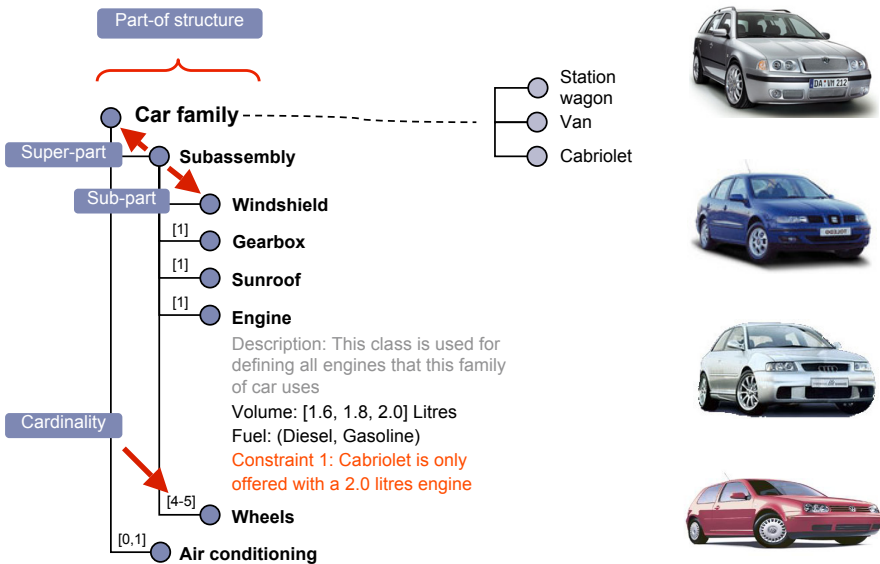 Part-of structure
Car family
Station
wagon
Van
Cabriolet
Super-part
Subassembly
Sub-part
Windshield
[1]
Gearbox
[1]
Sunroof
[1]
Engine
Description: This class is used for
defining all engines that this family
of car uses
Volume: [1.6, 1.8, 2.0] Litres
Fuel: (Diesel, Gasoline)
Constraint 1: Cabriolet is only
offered with a 2.0 litres engine
Cardinality
[4-5]
Wheels
[0,1]
Air conditioning
DA:VM 212